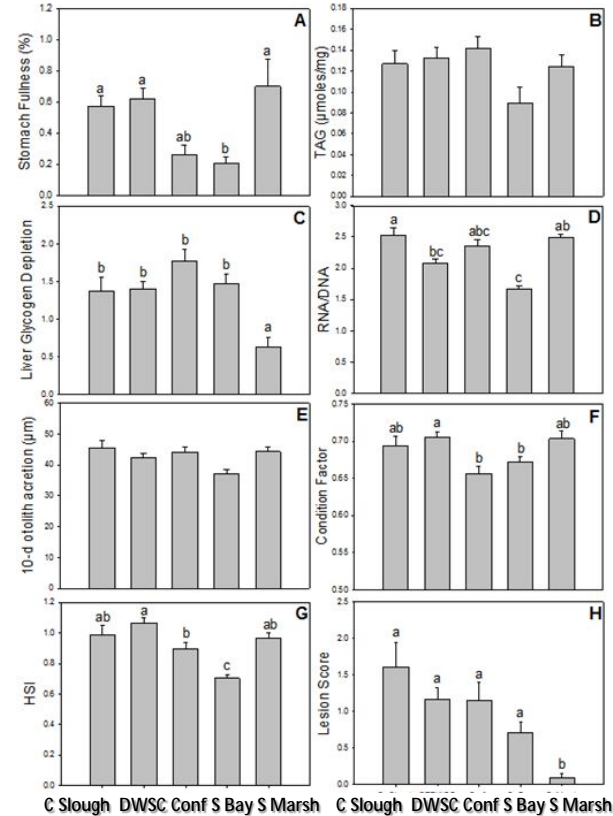 A
Stomach Fullness (%)
1.2
1.0
0.8
0.6
0.4
0.2
0.0
a
a
ab
b
a
B
TAG (µmoles/mg)
0.18
0.16
0.14
0.12
0.10
0.08
0.06
0.04
0.02
0.00
C
Liver Glycogen Depletion
2.5
2.0
1.5
1.0
0.5
0.0
b
b
b
b
a
D
RNA/DNA
3.0
2.5
2.0
1.5
1.0
0.5
0.0
a
bc
abc
c
ab
E
10-d otolith acretion (µm)
60
50
40
30
20
10
0
F
Condition Factor
0.75
0.70
0.65
0.60
0.55
0.50
ab
a
b
b
ab
G
HSI
1.2
1.0
0.8
0.6
0.4
0.2
0.0
ab
a
b
c
ab
H
Lesion Score
2.5
2.0
1.5
1.0
0.5
0.0
a
a
a
a
b
C Slough DWSC Conf S Bay S Marsh
C Slough DWSC Conf S Bay S Marsh